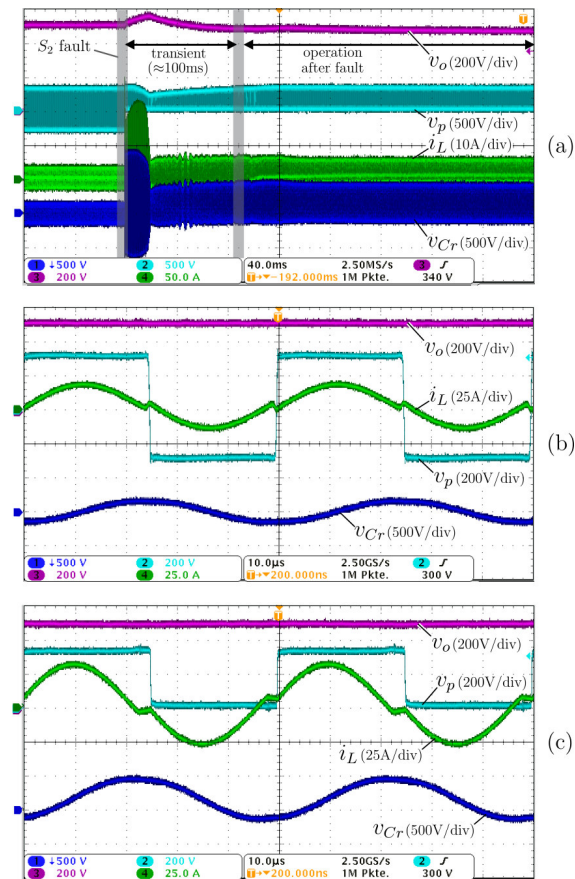 S2 fault
transient
(≈100ms)
operation
after fault
vo (200V/div)
vp (500V/div)
iL (10A/div)
vCr (500V/div)
(a)
1 ↓500 V 2 500 V
3 200 V 4 50.0 A
40.0ms 2.50MS/s 3 ƒ
T→▼-192.000ms 1M Pkte. 340 V
T
vo (200V/div)
iL (25A/div)
vp (200V/div)
vCr (500V/div)
(b)
1 ↓500 V 2 200 V
3 200 V 4 25.0 A
10.0µs 2.50GS/s 2 ƒ
T→▼200.000ns 1M Pkte. 300 V
T
vo (200V/div)
vp (200V/div)
iL (25A/div)
vCr (500V/div)
(c)
1 ↓500 V 2 200 V
3 200 V 4 25.0 A
10.0µs 2.50GS/s 2 ƒ
T→▼200.000ns 1M Pkte. 300 V